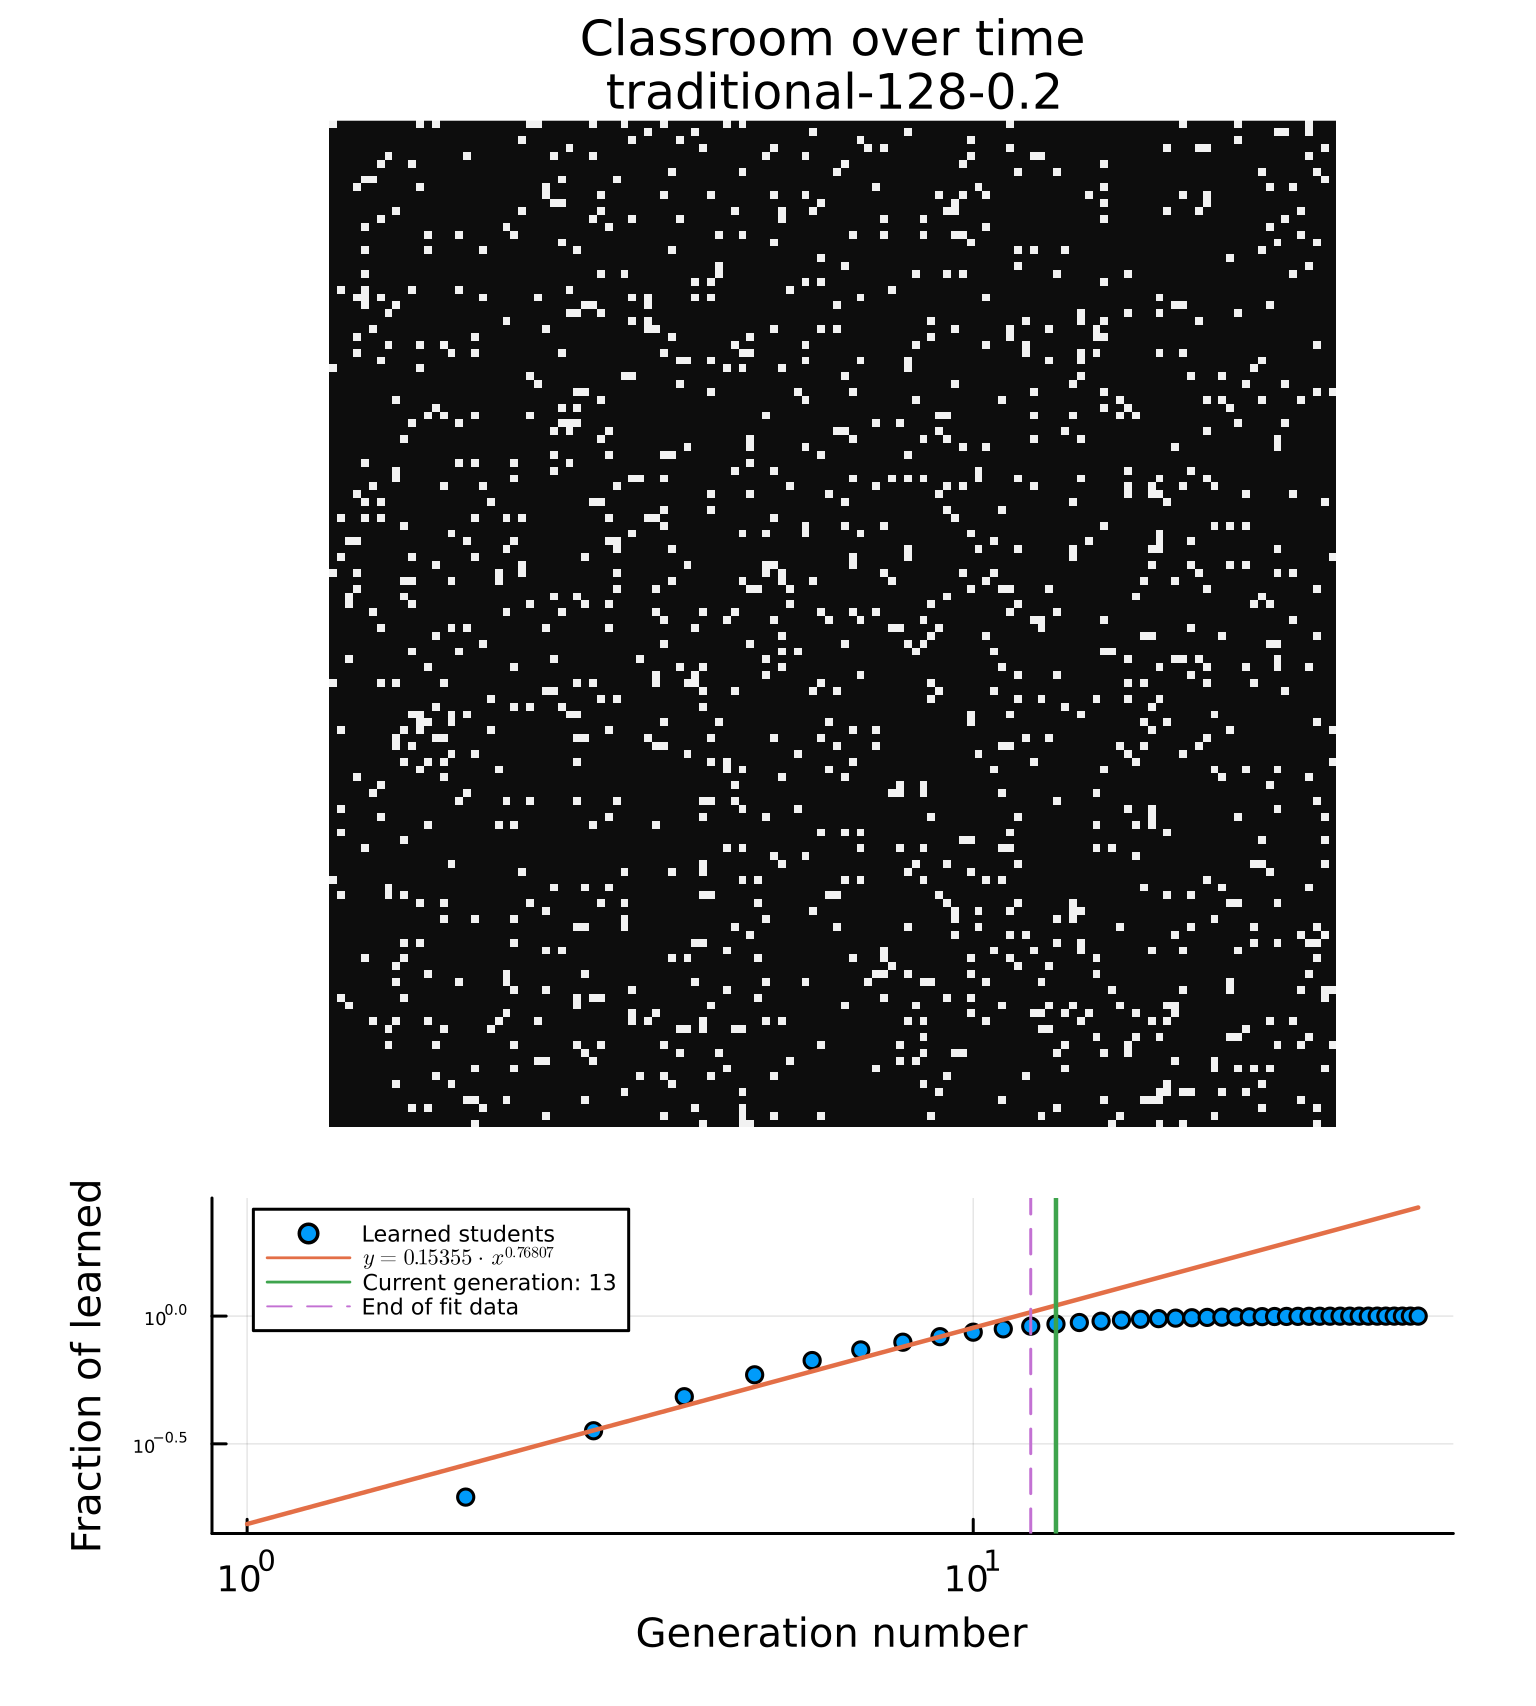 Classroom over time
traditional-128-0.2
Fraction of learned
Learned students
y = 0.15355 · x^0.76807
Current generation: 13
End of fit data
10^0.0
10^−0.5
10^0
10^1
Generation number